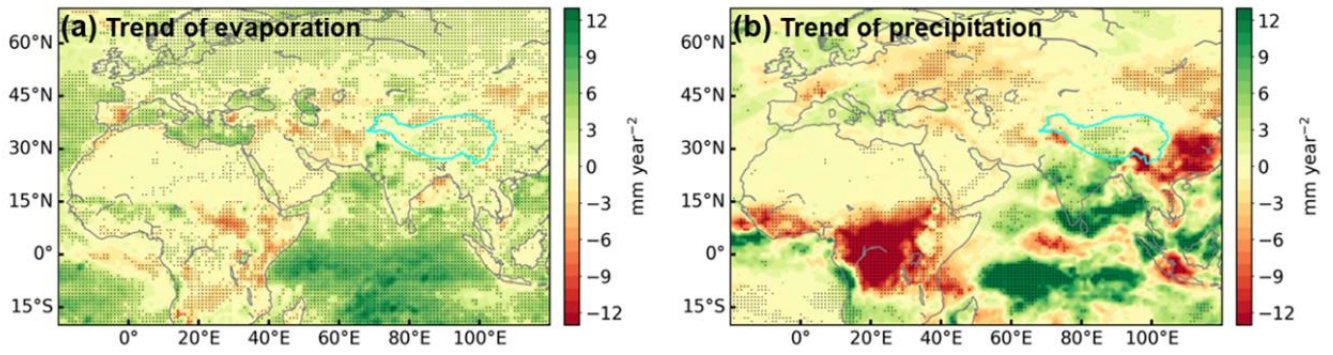 (a) Trend of evaporation
60°N
45°N
30°N
15°N
0°
15°S
0°
20°E
40°E
60°E
80°E
100°E
12
9
6
3
0
−3
−6
−9
−12
mm year⁻²
(b) Trend of precipitation
60°N
45°N
30°N
15°N
0°
15°S
0°
20°E
40°E
60°E
80°E
100°E
12
9
6
3
0
−3
−6
−9
−12
mm year⁻²